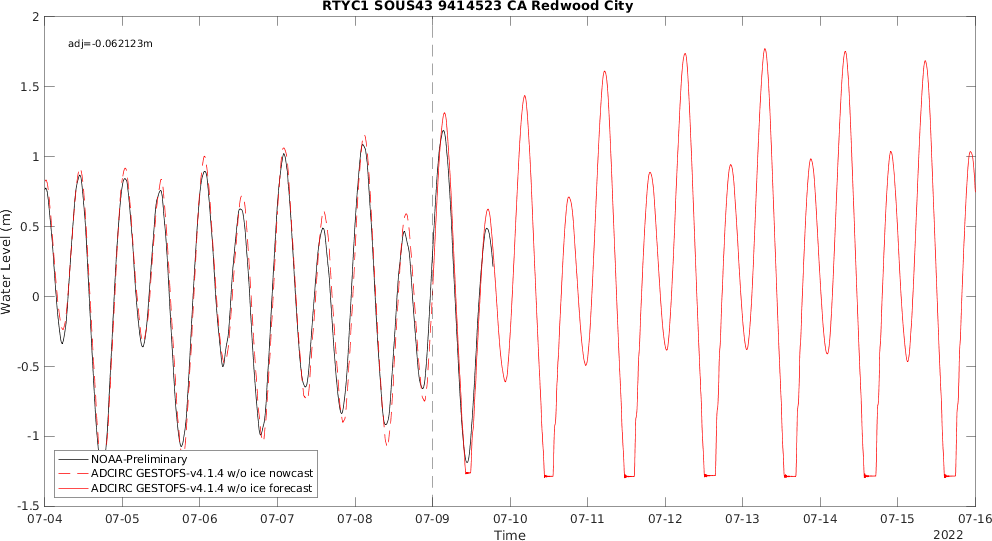 RTYC1 SOUS43 9414523 CA Redwood City
adj=-0.062123m
2
1.5
1
0.5
0
-0.5
-1
-1.5
Water Level (m)
NOAA-Preliminary
ADCIRC GESTOFS-v4.1.4 w/o ice nowcast
ADCIRC GESTOFS-v4.1.4 w/o ice forecast
07-04 07-05 07-06 07-07 07-08 07-09 07-10 07-11 07-12 07-13 07-14 07-15 07-16
Time
2022